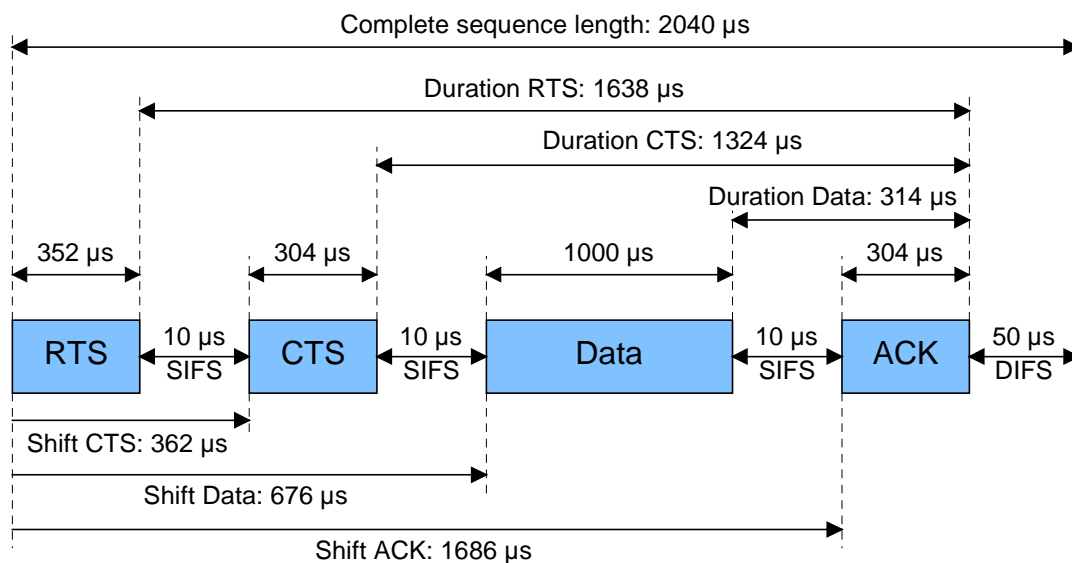 Complete sequence length: 2040 µs
Duration RTS: 1638 µs
Duration CTS: 1324 µs
Duration Data: 314 µs
352 µs
304 µs
1000 µs
304 µs
RTS
10 µs
SIFS
CTS
10 µs
SIFS
Data
10 µs
SIFS
ACK
50 µs
DIFS
Shift CTS: 362 µs
Shift Data: 676 µs
Shift ACK: 1686 µs